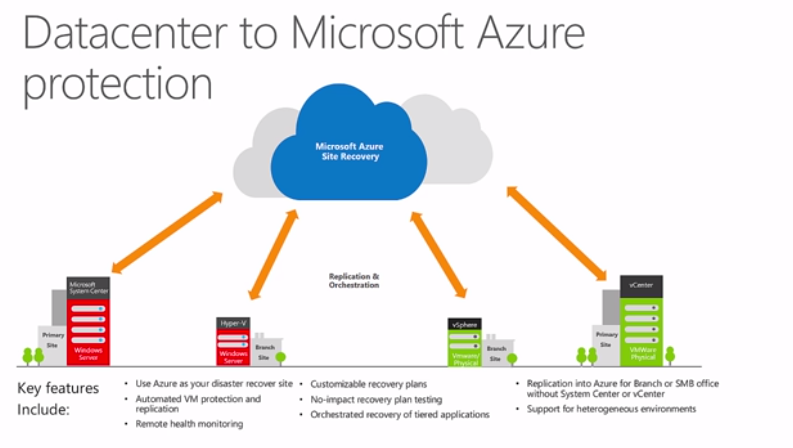 Datacenter to Microsoft Azure
protection
Microsoft Azure
Site Recovery
Replication &
Orchestration
Microsoft
System Center
Primary
Site
Windows
Server
Hyper-V
Windows
Server
Branch
Site
vSphere
Vmware/
Physical
Branch
Site
vCenter
Primary
Site
VMWare
Physical
Key features
Include:
• Use Azure as your disaster recover site
• Automated VM protection and
replication
• Remote health monitoring
• Customizable recovery plans
• No-impact recovery plan testing
• Orchestrated recovery of tiered applications
• Replication into Azure for Branch or SMB office
without System Center or vCenter
• Support for heterogeneous environments